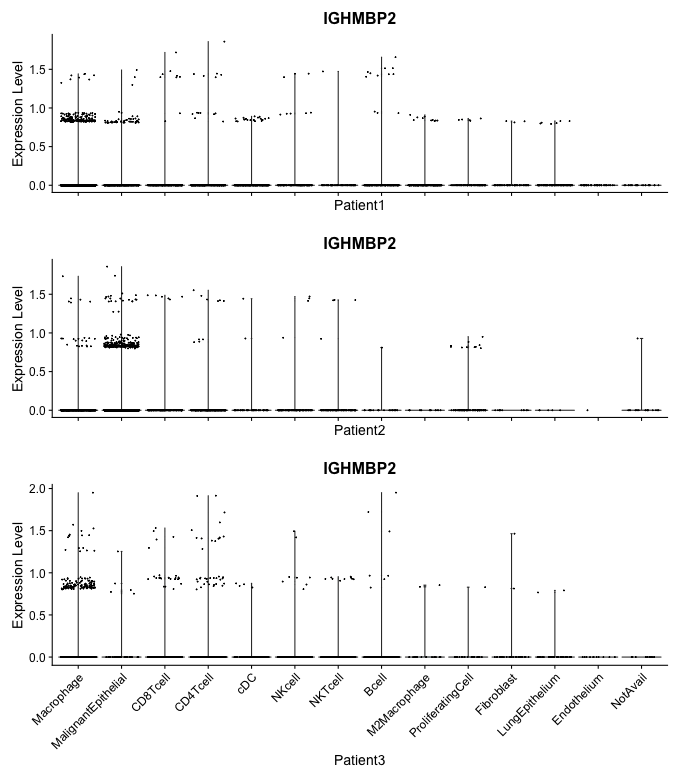 IGHMBP2
Expression Level
1.5
1.0
0.5
0.0
Patient1
IGHMBP2
Expression Level
1.5
1.0
0.5
0.0
Patient2
IGHMBP2
Expression Level
2.0
1.5
1.0
0.5
0.0
Macrophage
MalignantEpithelial
CD8Tcell
CD4Tcell
cDC
NKcell
NKTcell
Bcell
M2Macrophage
ProliferatingCell
Fibroblast
LungEpithelium
Endothelium
NotAvail
Patient3